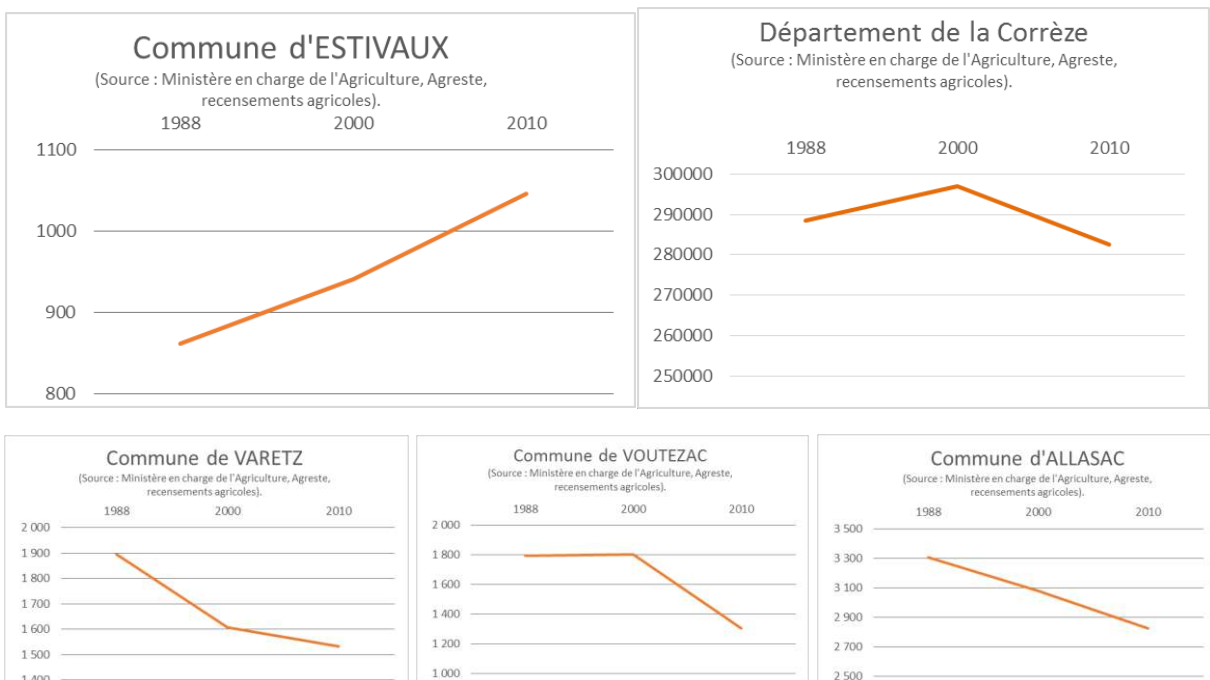 Commune d'ESTIVAUX
(Source : Ministère en charge de l'Agriculture, Agreste,
recensements agricoles).
1988 2000 2010
1100
1000
900
800
Département de la Corrèze
(Source : Ministère en charge de l'Agriculture, Agreste,
recensements agricoles).
1988 2000 2010
300000
290000
280000
270000
260000
250000
Commune de VARETZ
(Source : Ministère en charge de l'Agriculture, Agreste,
recensements agricoles).
1988 2000 2010
2 000
1 900
1 800
1 700
1 600
1 500
1 400
Commune de VOUTEZAC
(Source : Ministère en charge de l'Agriculture, Agreste,
recensements agricoles).
1988 2000 2010
2 000
1 800
1 600
1 400
1 200
1 000
Commune d'ALLASAC
(Source : Ministère en charge de l'Agriculture, Agreste,
recensements agricoles).
1988 2000 2010
3 500
3 300
3 100
2 900
2 700
2 500